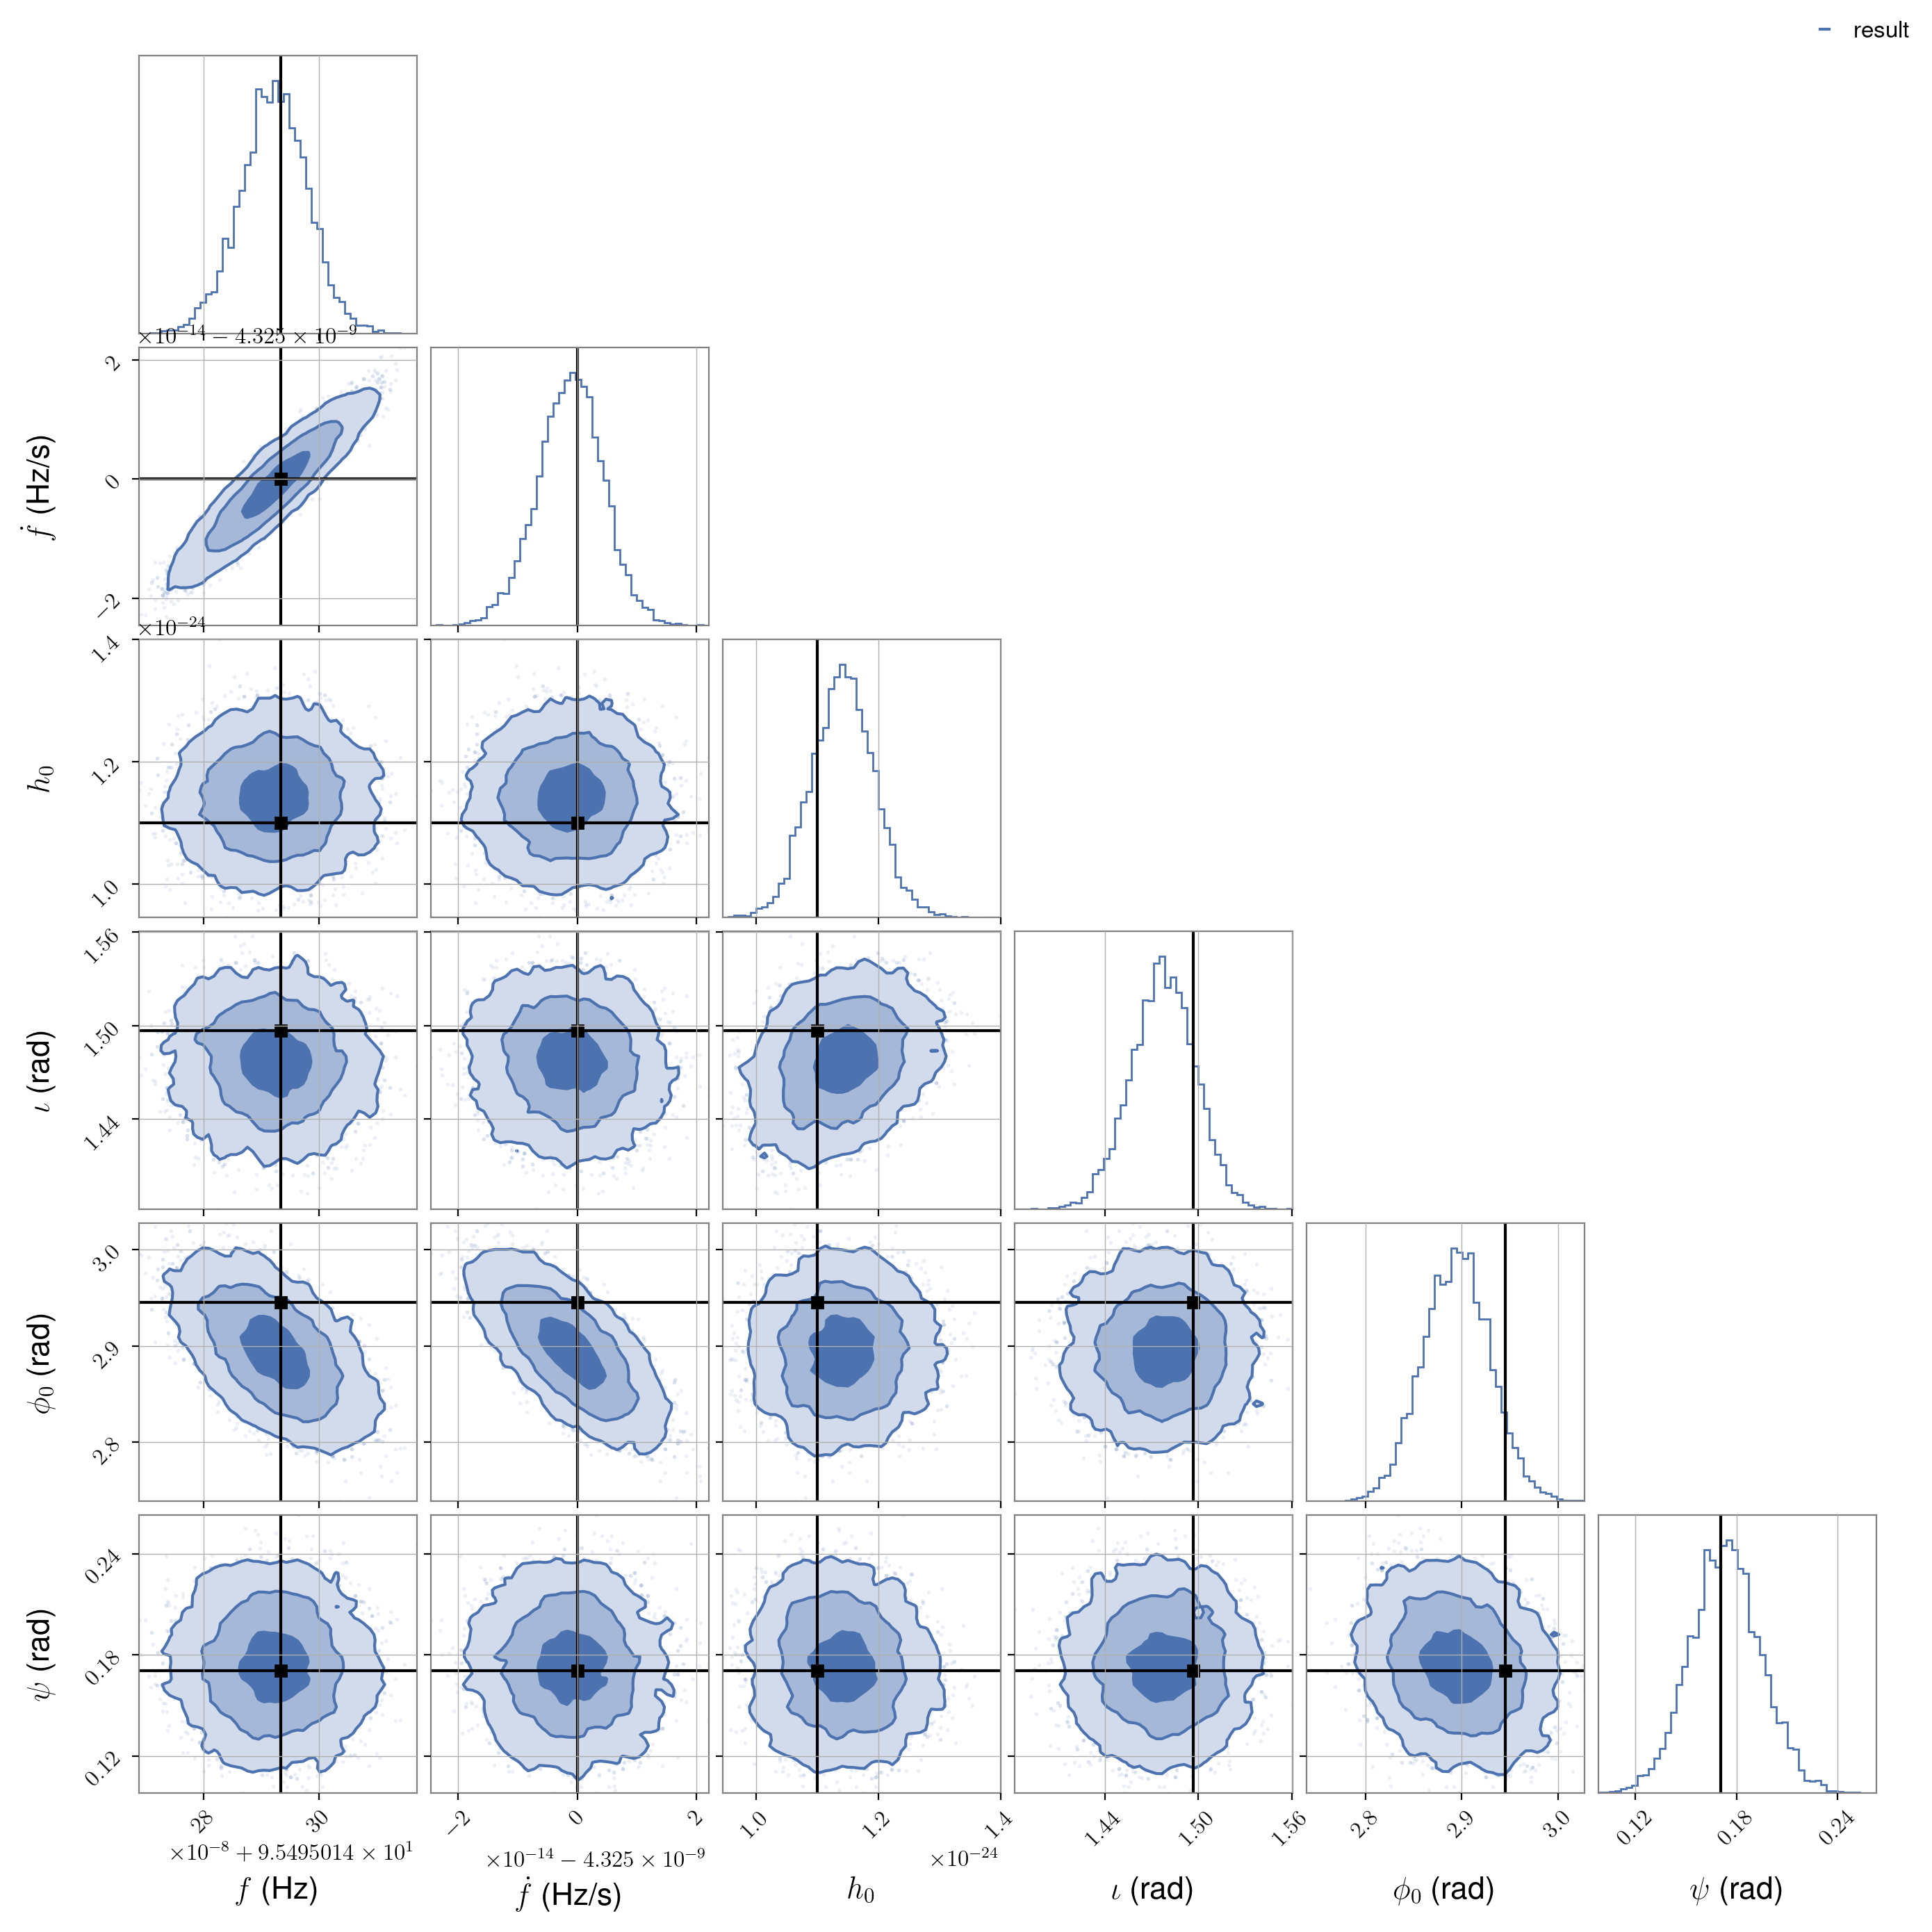 result
×10⁻¹⁴ − 4.325 × 10⁻⁹
2
0
−2
ḟ (Hz/s)
×10⁻²⁴
1.4
1.2
1.0
h₀
1.56
1.50
1.44
ι (rad)
3.0
2.9
2.8
ϕ₀ (rad)
0.24
0.18
0.12
ψ (rad)
28 30 −2 0 2 1.0 1.2 1.4 1.44 1.50 1.56 2.8 2.9 3.0 0.12 0.18 0.24
×10⁻⁸ + 9.5495014 × 10¹ ×10⁻¹⁴ − 4.325 × 10⁻⁹ ×10⁻²⁴
f (Hz) ḟ (Hz/s) h₀ ι (rad) ϕ₀ (rad) ψ (rad)